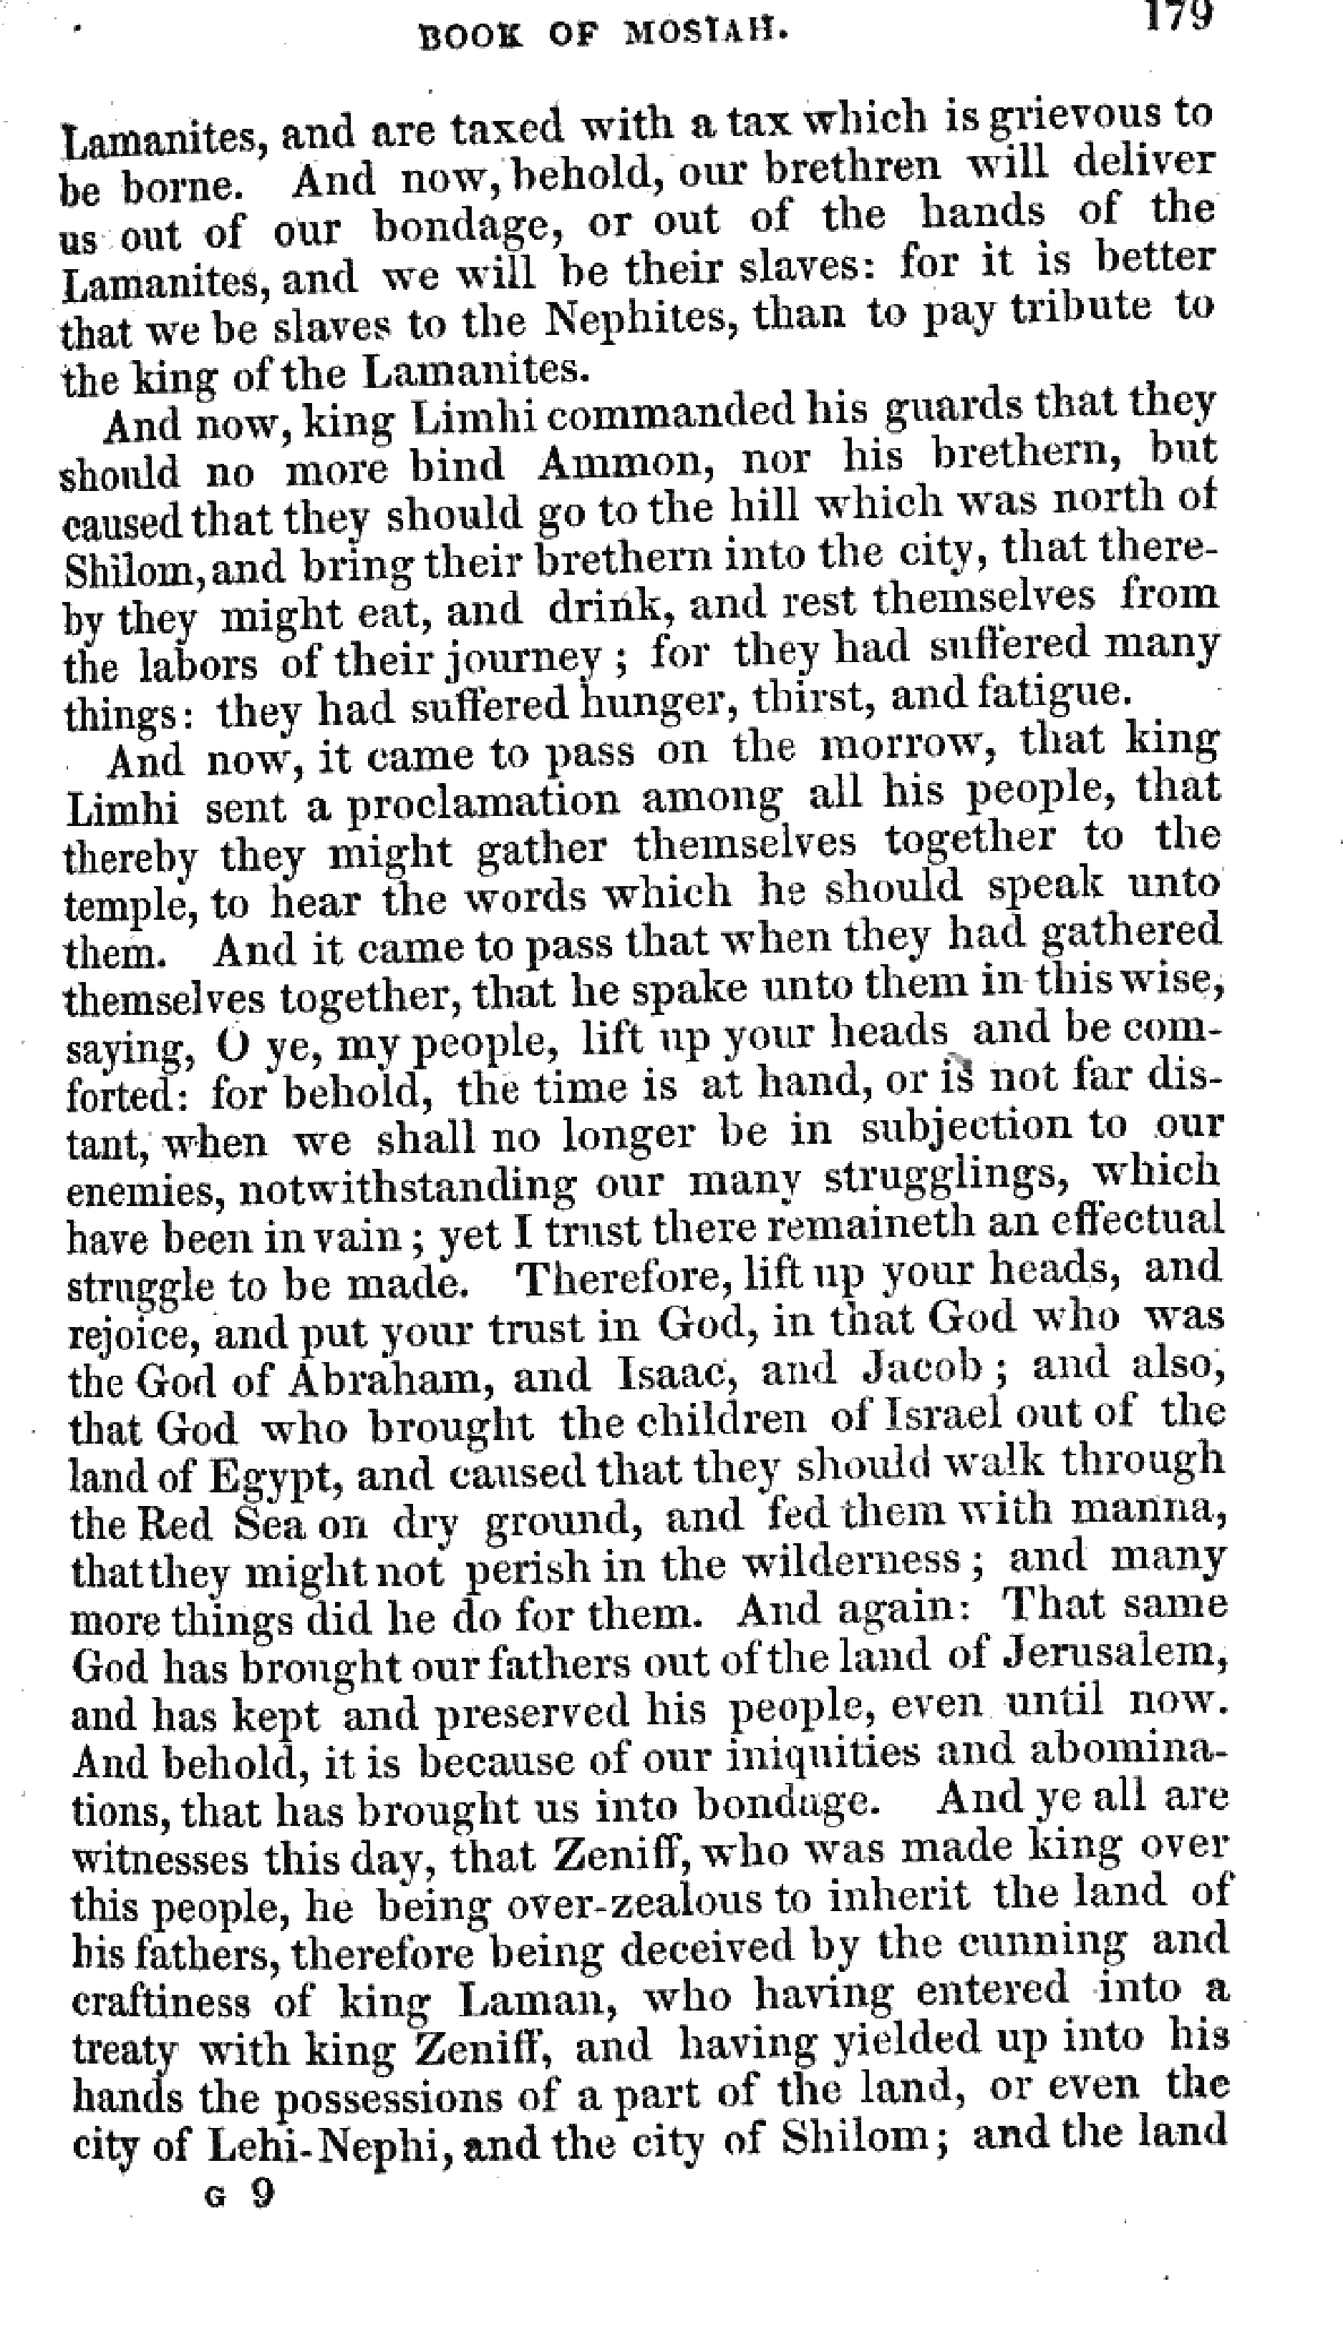 BOOK OF MOSIAH. 179
Lamanites, and are taxed with a tax which is grievous to
be borne. And now, behold, our brethren will deliver
us out of our bondage, or out of the hands of the
Lamanites, and we will be their slaves: for it is better
that we be slaves to the Nephites, than to pay tribute to
the king of the Lamanites.
And now, king Limhi commanded his guards that they
should no more bind Ammon, nor his brethern, but
caused that they should go to the hill which was north of
Shilom, and bring their brethern into the city, that there-
by they might eat, and drink, and rest themselves from
the labors of their journey; for they had suffered many
things: they had suffered hunger, thirst, and fatigue.
And now, it came to pass on the morrow, that king
Limhi sent a proclamation among all his people, that
thereby they might gather themselves together to the
temple, to hear the words which he should speak unto
them. And it came to pass that when they had gathered
themselves together, that he spake unto them in this wise,
saying, O ye, my people, lift up your heads and be com-
forted: for behold, the time is at hand, or is not far dis-
tant, when we shall no longer be in subjection to our
enemies, notwithstanding our many strugglings, which
have been in vain; yet I trust there remaineth an effectual
struggle to be made. Therefore, lift up your heads, and
rejoice, and put your trust in God, in that God who was
the God of Abraham, and Isaac, and Jacob; and also,
that God who brought the children of Israel out of the
land of Egypt, and caused that they should walk through
the Red Sea on dry ground, and fed them with manna,
that they might not perish in the wilderness; and many
more things did he do for them. And again: That same
God has brought our fathers out of the land of Jerusalem,
and has kept and preserved his people, even until now.
And behold, it is because of our iniquities and abomina-
tions, that has brought us into bondage. And ye all are
witnesses this day, that Zeniff, who was made king over
this people, he being over-zealous to inherit the land of
his fathers, therefore being deceived by the cunning and
craftiness of king Laman, who having entered into a
treaty with king Zeniff, and having yielded up into his
hands the possessions of a part of the land, or even the
city of Lehi-Nephi, and the city of Shilom; and the land
G 9